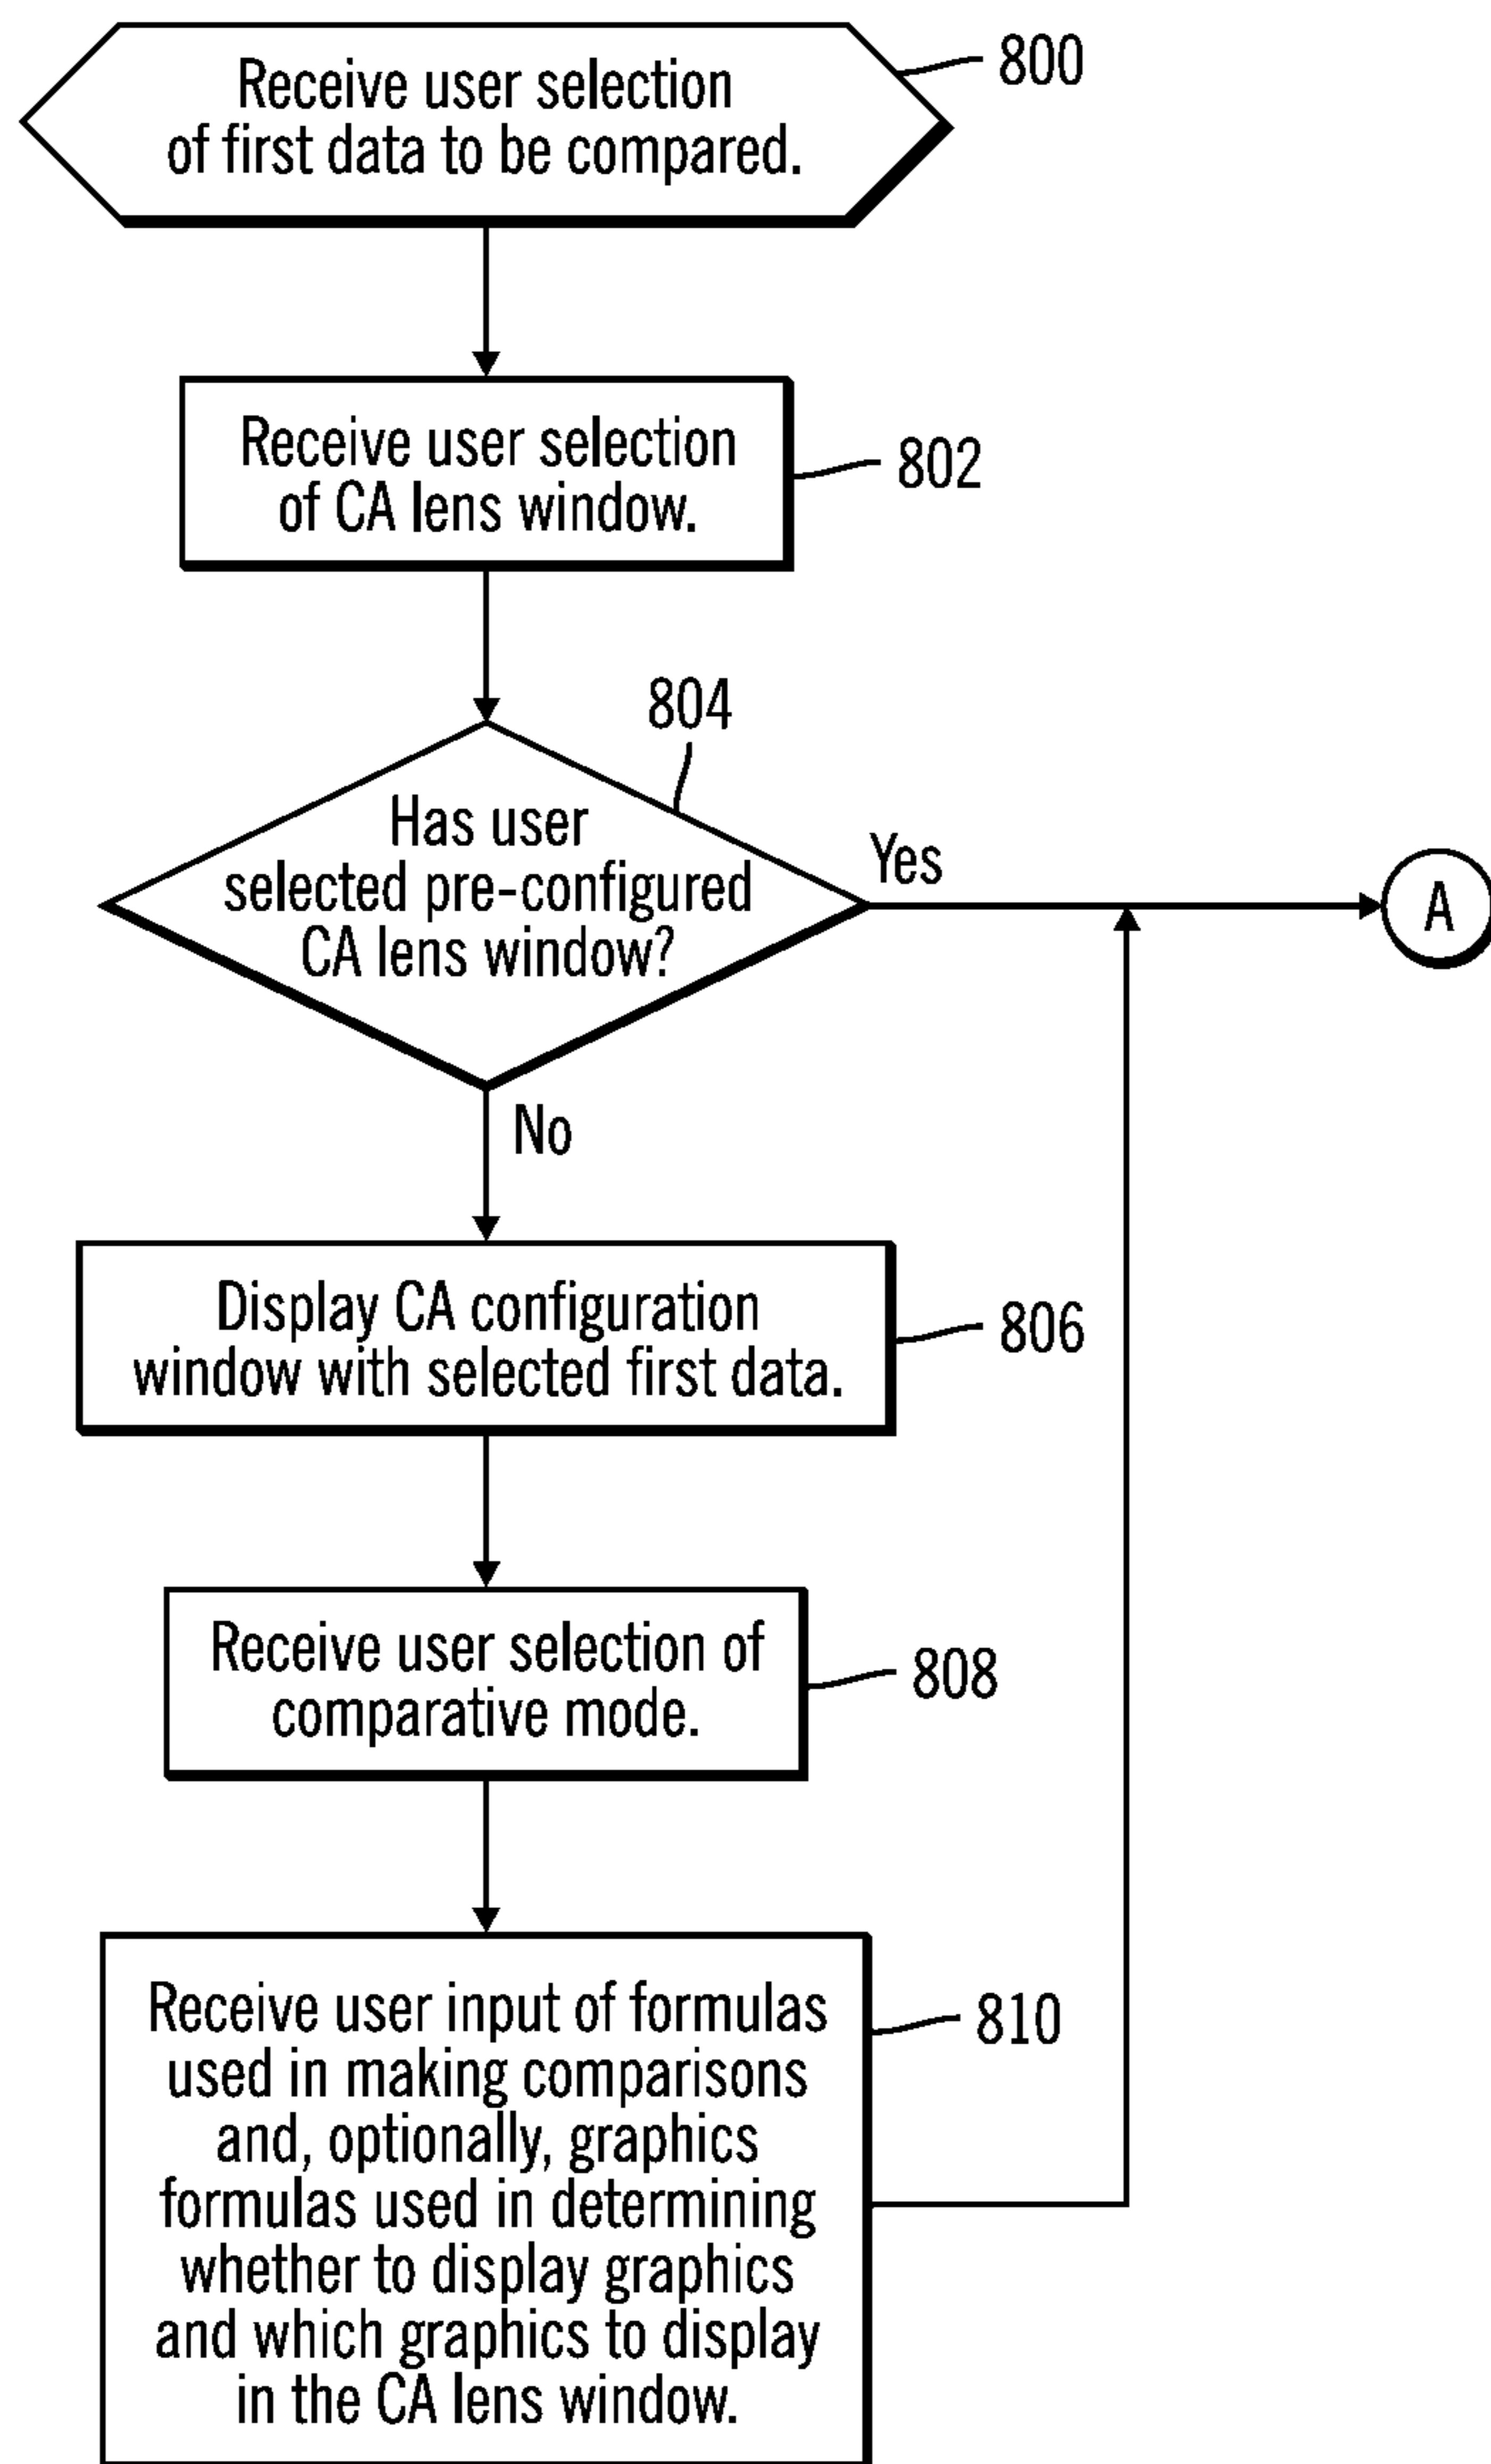 Receive user selection
of first data to be compared.
800
Receive user selection
of CA lens window.
802
804
Has user
selected pre-configured
CA lens window?
Yes
A
No
Display CA configuration
window with selected first data.
806
Receive user selection of
comparative mode.
808
Receive user input of formulas
used in making comparisons
and, optionally, graphics
formulas used in determining
whether to display graphics
and which graphics to display
in the CA lens window.
810